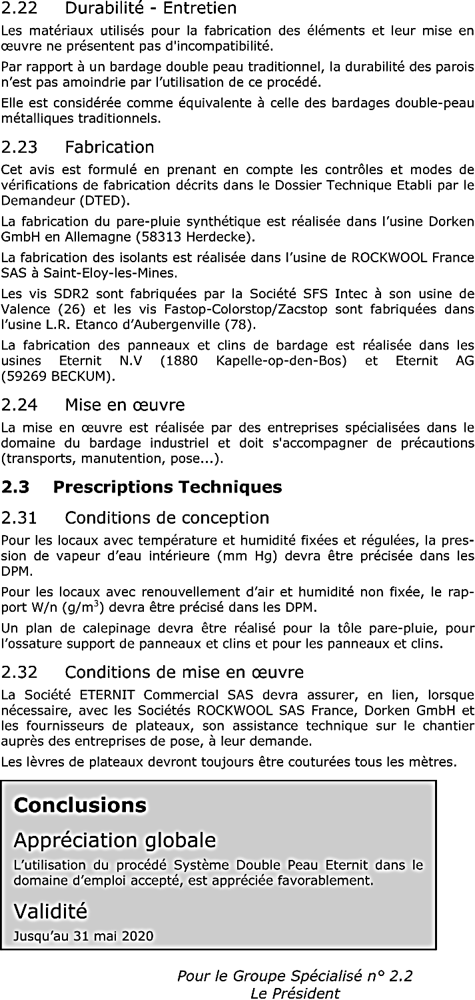 2.22 Durabilité - Entretien
Les matériaux utilisés pour la fabrication des éléments et leur mise en
œuvre ne présentent pas d'incompatibilité.
Par rapport à un bardage double peau traditionnel, la durabilité des parois
n’est pas amoindrie par l’utilisation de ce procédé.
Elle est considérée comme équivalente à celle des bardages double-peau
métalliques traditionnels.
2.23 Fabrication
Cet avis est formulé en prenant en compte les contrôles et modes de
vérifications de fabrication décrits dans le Dossier Technique Etabli par le
Demandeur (DTED).
La fabrication du pare-pluie synthétique est réalisée dans l’usine Dorken
GmbH en Allemagne (58313 Herdecke).
La fabrication des isolants est réalisée dans l’usine de ROCKWOOL France
SAS à Saint-Eloy-les-Mines.
Les vis SDR2 sont fabriquées par la Société SFS Intec à son usine de
Valence (26) et les vis Fastop-Colorstop/Zacstop sont fabriquées dans
l’usine L.R. Etanco d’Aubergenville (78).
La fabrication des panneaux et clins de bardage est réalisée dans les
usines Eternit N.V (1880 Kapelle-op-den-Bos) et Eternit AG
(59269 BECKUM).
2.24 Mise en œuvre
La mise en œuvre est réalisée par des entreprises spécialisées dans le
domaine du bardage industriel et doit s'accompagner de précautions
(transports, manutention, pose...).
2.3 Prescriptions Techniques
2.31 Conditions de conception
Pour les locaux avec température et humidité fixées et régulées, la pres-
sion de vapeur d’eau intérieure (mm Hg) devra être précisée dans les
DPM.
Pour les locaux avec renouvellement d’air et humidité non fixée, le rap-
port W/n (g/m³) devra être précisé dans les DPM.
Un plan de calepinage devra être réalisé pour la tôle pare-pluie, pour
l’ossature support de panneaux et clins et pour les panneaux et clins.
2.32 Conditions de mise en œuvre
La Société ETERNIT Commercial SAS devra assurer, en lien, lorsque
nécessaire, avec les Sociétés ROCKWOOL SAS France, Dorken GmbH et
les fournisseurs de plateaux, son assistance technique sur le chantier
auprès des entreprises de pose, à leur demande.
Les lèvres de plateaux devront toujours être couturées tous les mètres.
Conclusions
Appréciation globale
L’utilisation du procédé Système Double Peau Eternit dans le
domaine d’emploi accepté, est appréciée favorablement.
Validité
Jusqu’au 31 mai 2020
Pour le Groupe Spécialisé n° 2.2
Le Président